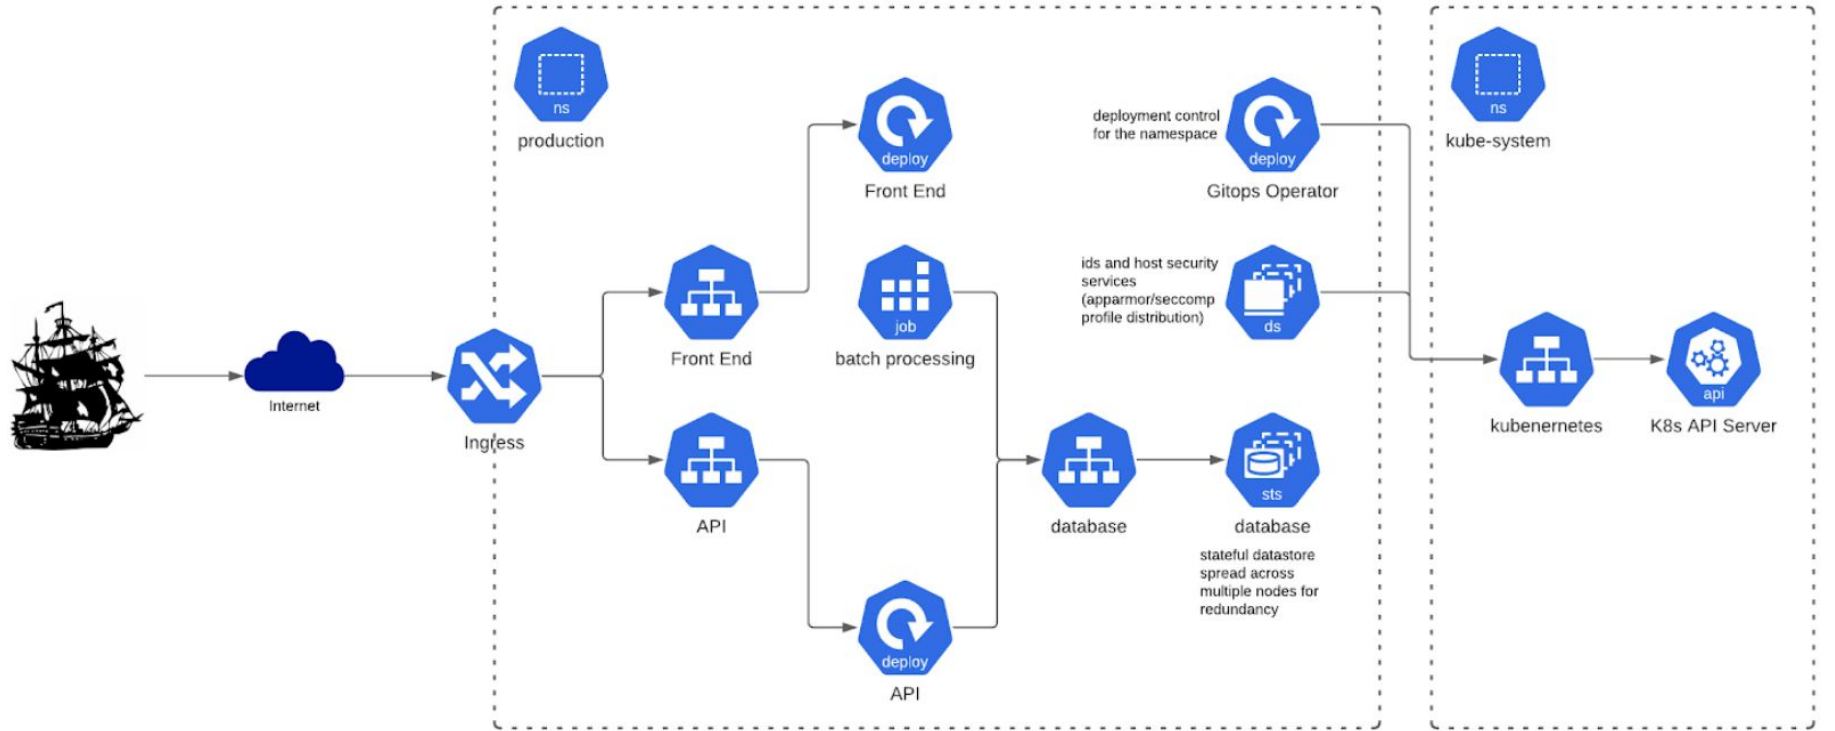 ns
production
deploy
Front End
deployment control
for the namespace
deploy
Gitops Operator
ns
kube-system
Front End
job
batch processing
ids and host security
services
(apparmor/seccomp
profile distribution)
ds
Internet
Ingress
kubenernetes
api
K8s API Server
API
database
sts
database
stateful datastore
spread across
multiple nodes for
redundancy
deploy
API